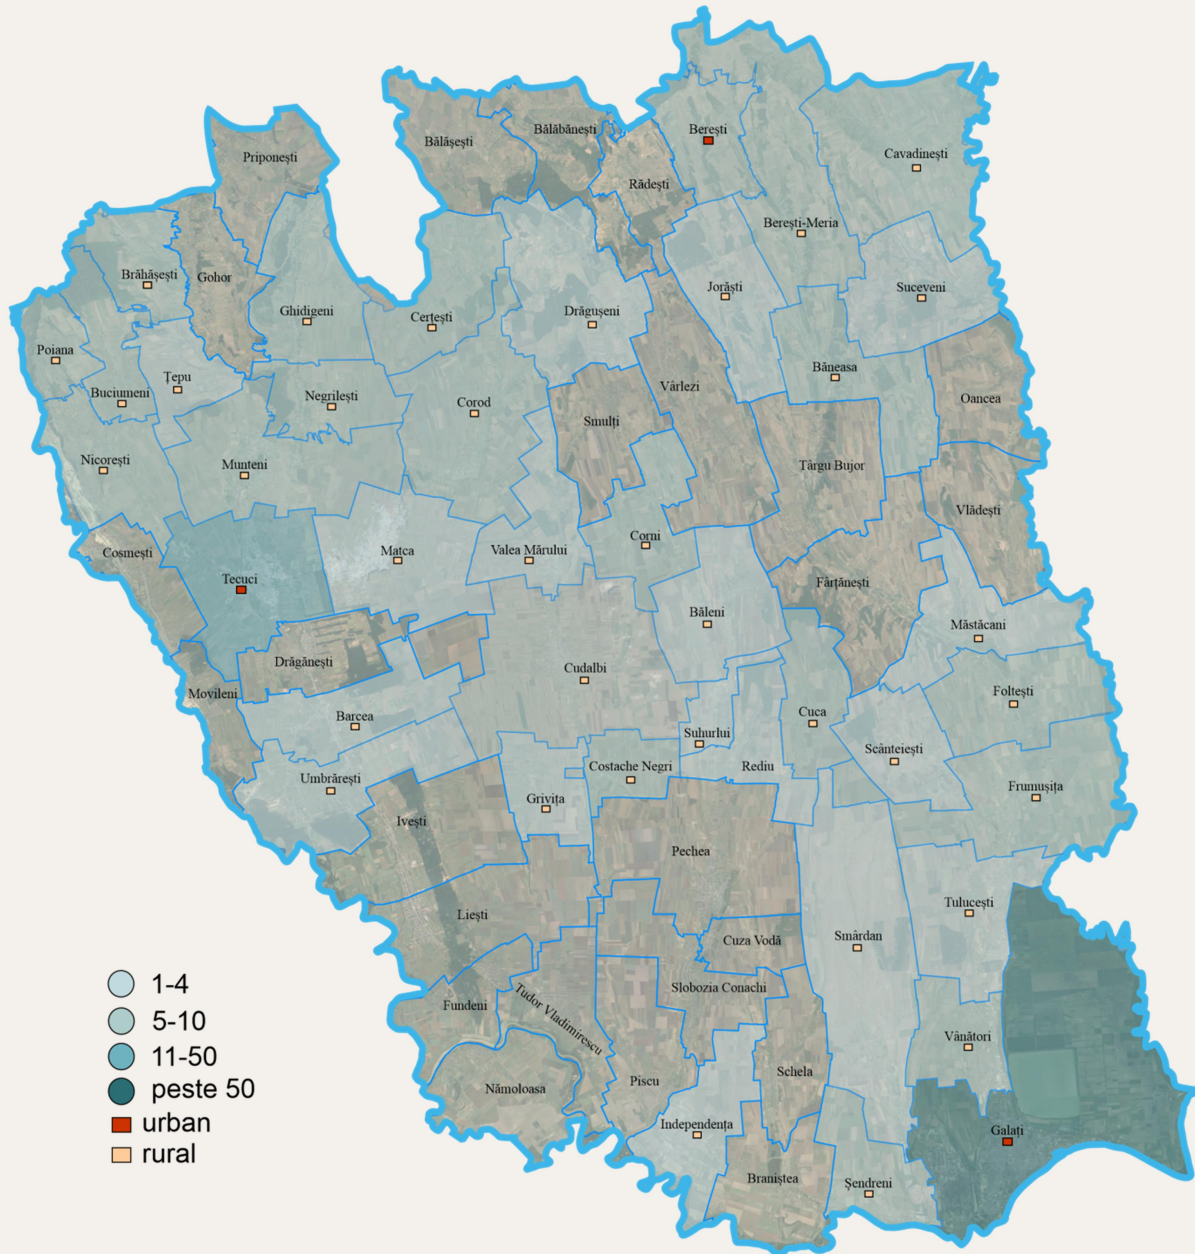 Berești
Bălăbănești
Bălășești
Cavadinești
Priponești
Rădești
Berești-Meria
Brăhășești
Gohor
Jorăști
Suceveni
Ghidigeni
Certești
Drăgușeni
Poiana
Țepu
Băneasa
Buciumeni
Negrilești
Corod
Vârlezi
Oancea
Smulți
Nicorești
Munteni
Târgu Bujor
Vlădești
Cosmești
Matca
Valea Mărului
Corni
Tecuci
Fârțănești
Băleni
Măstăcani
Drăgănești
Cudalbi
Movileni
Foltești
Barcea
Cuca
Suhurlui
Scânteiești
Umbrărești
Costache Negri
Rediu
Frumușița
Grivița
Ivești
Pechea
Tulucești
Liești
Smârdan
Cuza Vodă
1-4
Slobozia Conachi
Fundeni
Tudor Vladimirescu
5-10
Vânători
11-50
Schela
Piscu
peste 50
Nămoloasa
urban
Independența
Galați
rural
Braniștea
Șendreni